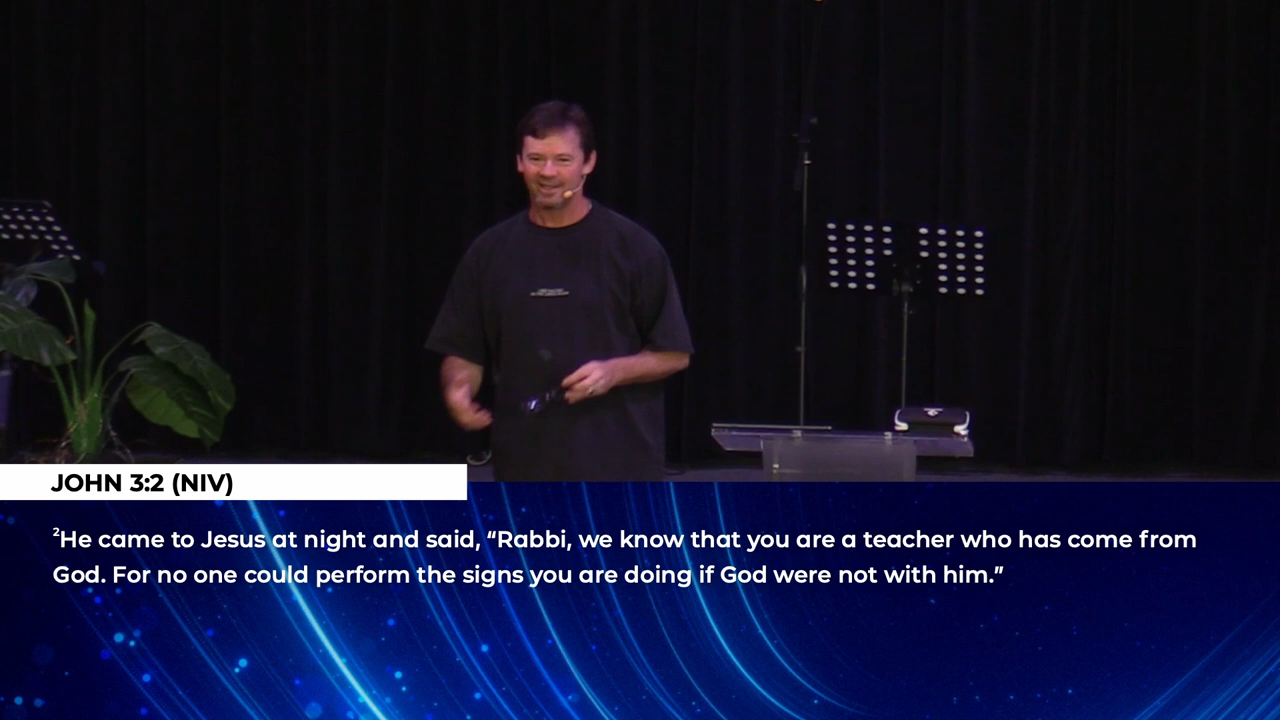 JOHN 3:2 (NIV)
²He came to Jesus at night and said, “Rabbi, we know that you are a teacher who has come from
God. For no one could perform the signs you are doing if God were not with him.”